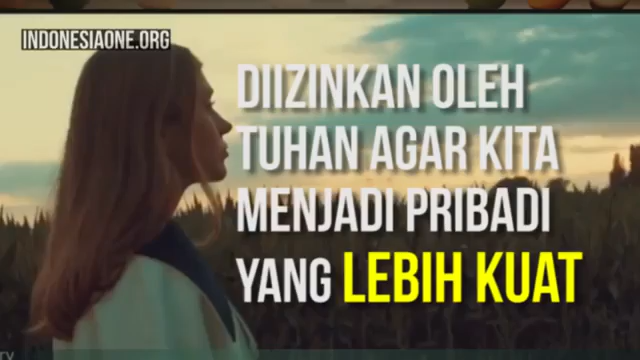 INDONESIAONE.ORG
DIIZINKAN OLEH
TUHAN AGAR KITA
MENJADI PRIBADI
YANG LEBIH KUAT